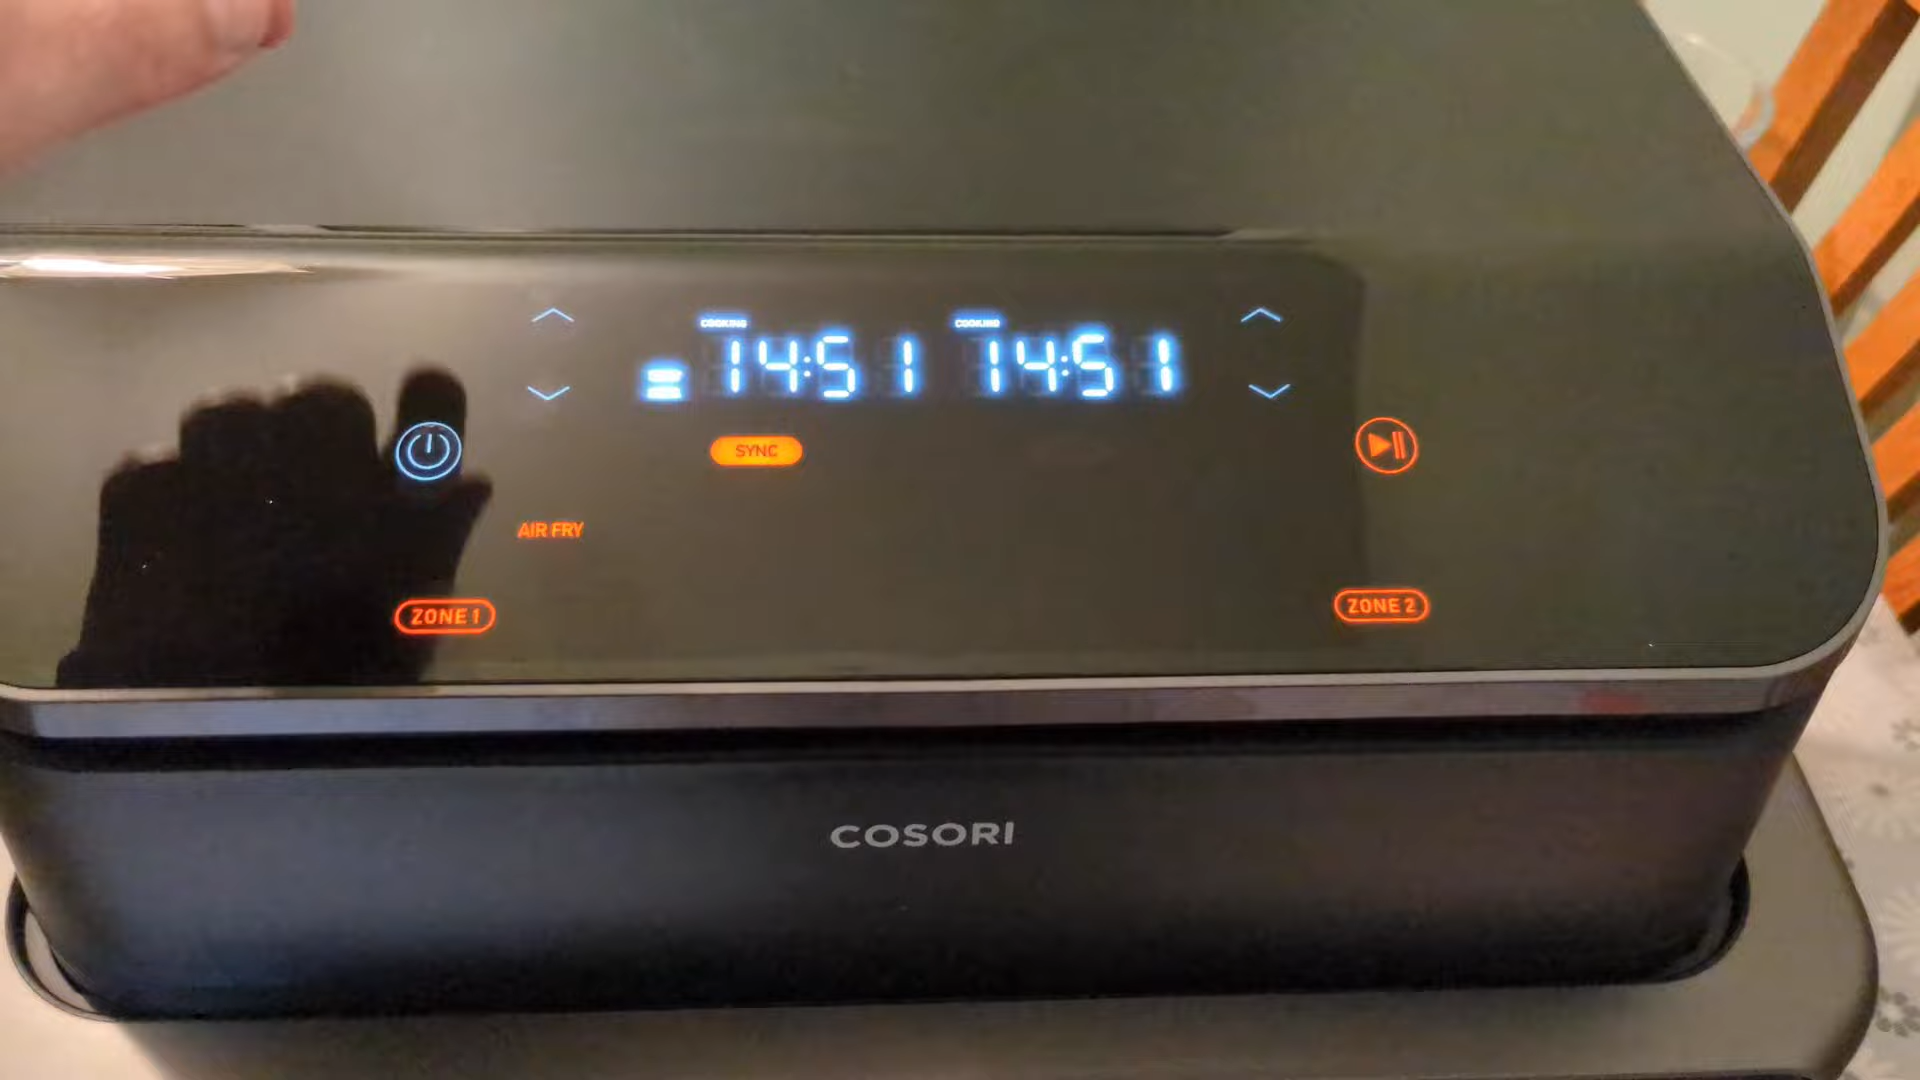 COOKING COOKING
14:51 14:51
SYNC
AIR FRY
ZONE 1 ZONE 2
COSORI